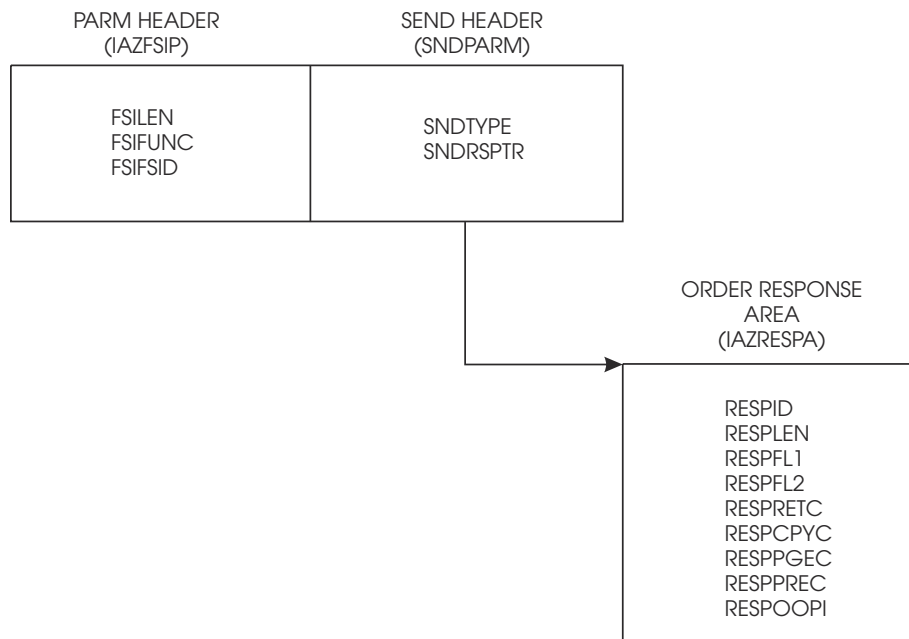 PARM HEADER
(IAZFSIP)
SEND HEADER
(SNDPARM)
FSILEN
FSIFUNC
FSIFSID
SNDTYPE
SNDRSPTR
ORDER RESPONSE
AREA
(IAZRESPA)
RESPID
RESPLEN
RESPFL1
RESPFL2
RESPRETC
RESPCPYC
RESPPGEC
RESPPREC
RESPOOPI